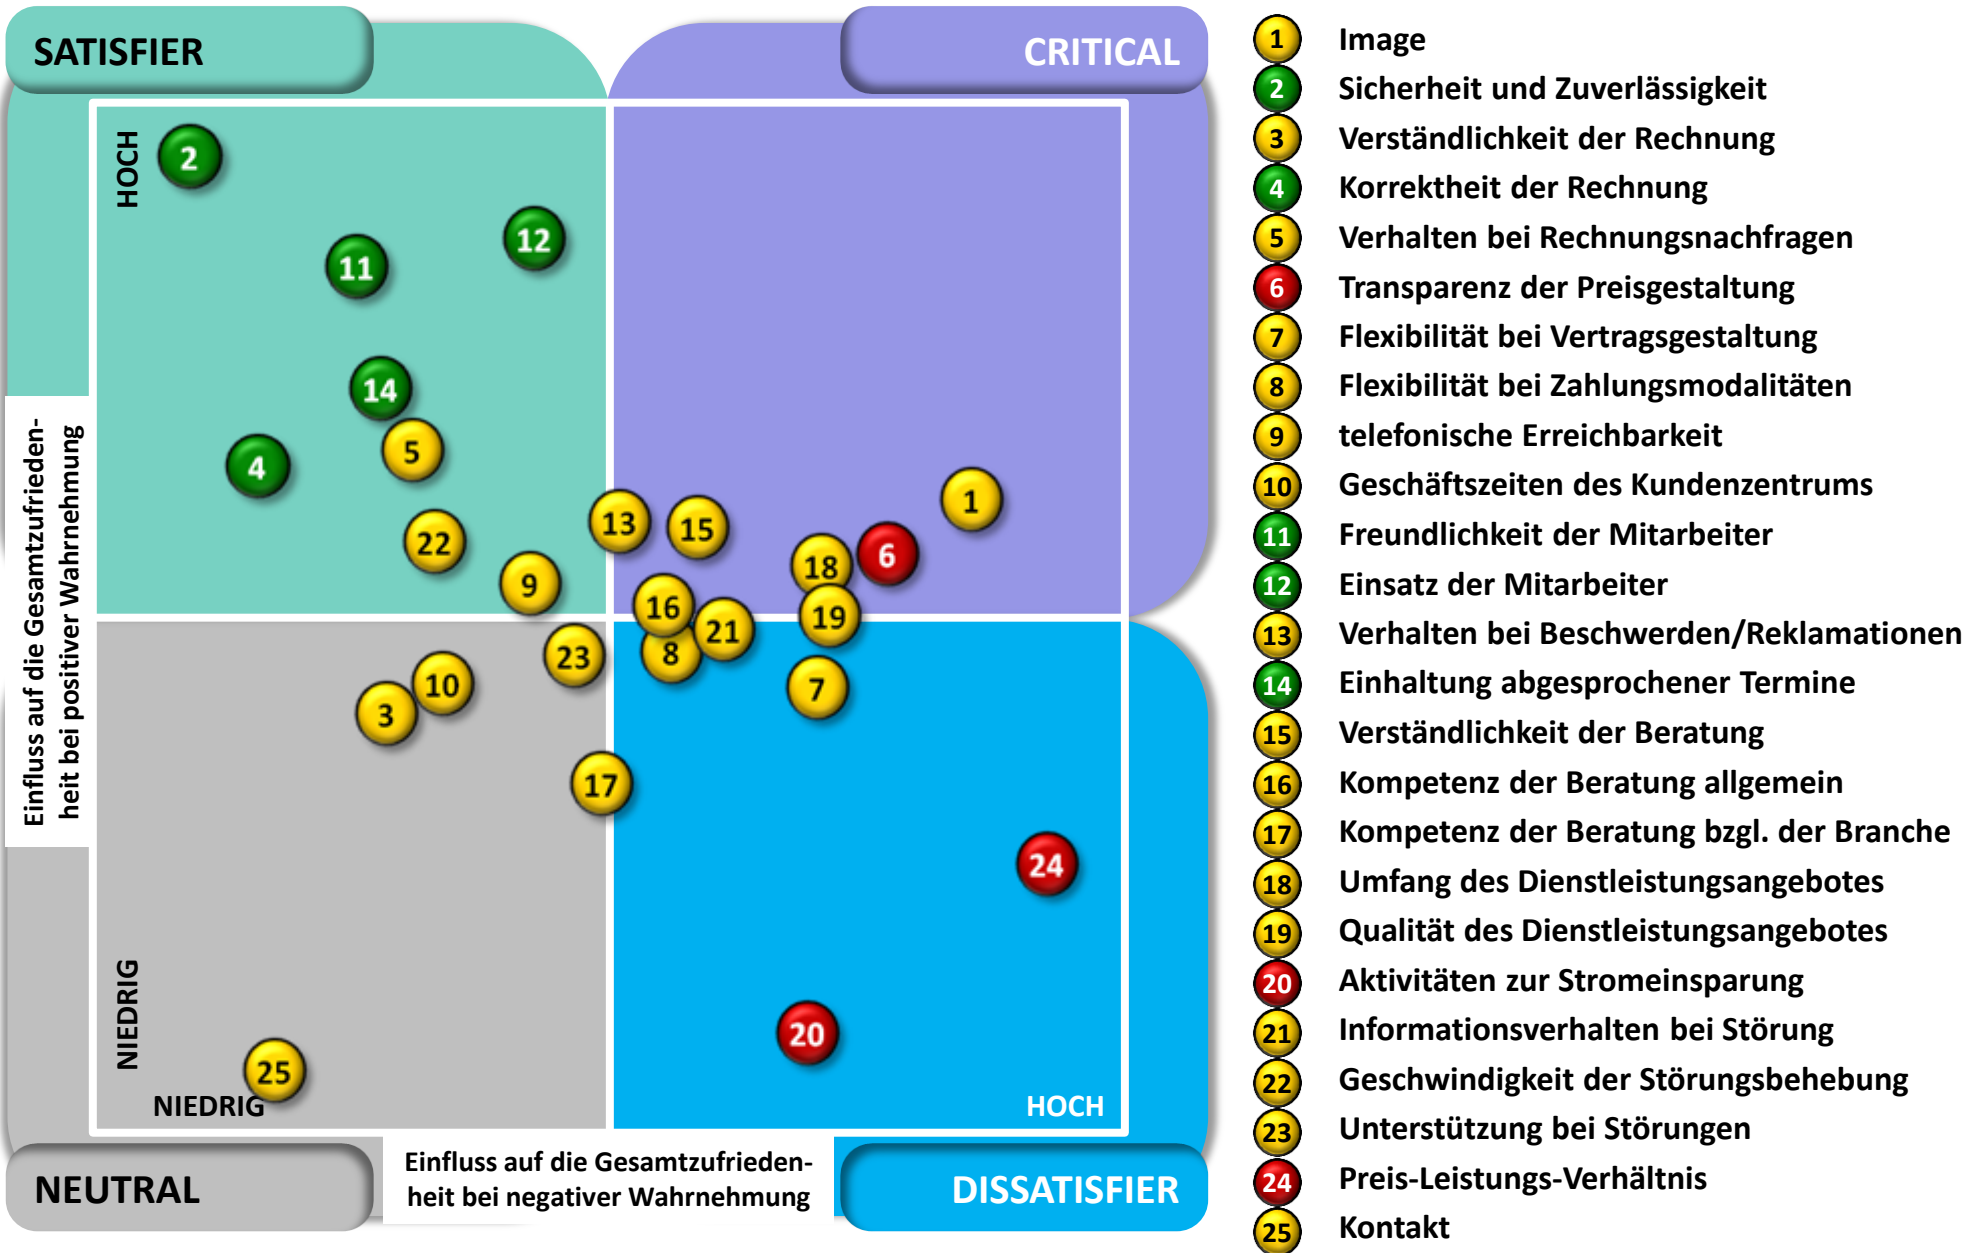 SATISFIER
CRITICAL
HOCH
2
12
11
14
5
4
1
13
15
22
6
18
9
16
19
21
8
23
10
7
3
17
24
20
25
Einfluss auf die Gesamtzufrieden-
heit bei positiver Wahrnehmung
NIEDRIG
NIEDRIG
HOCH
NEUTRAL
Einfluss auf die Gesamtzufrieden-
heit bei negativer Wahrnehmung
DISSATISFIER
1 Image
2 Sicherheit und Zuverlässigkeit
3 Verständlichkeit der Rechnung
4 Korrektheit der Rechnung
5 Verhalten bei Rechnungsnachfragen
6 Transparenz der Preisgestaltung
7 Flexibilität bei Vertragsgestaltung
8 Flexibilität bei Zahlungsmodalitäten
9 telefonische Erreichbarkeit
10 Geschäftszeiten des Kundenzentrums
11 Freundlichkeit der Mitarbeiter
12 Einsatz der Mitarbeiter
13 Verhalten bei Beschwerden/Reklamationen
14 Einhaltung abgesprochener Termine
15 Verständlichkeit der Beratung
16 Kompetenz der Beratung allgemein
17 Kompetenz der Beratung bzgl. der Branche
18 Umfang des Dienstleistungsangebotes
19 Qualität des Dienstleistungsangebotes
20 Aktivitäten zur Stromeinsparung
21 Informationsverhalten bei Störung
22 Geschwindigkeit der Störungsbehebung
23 Unterstützung bei Störungen
24 Preis-Leistungs-Verhältnis
25 Kontakt